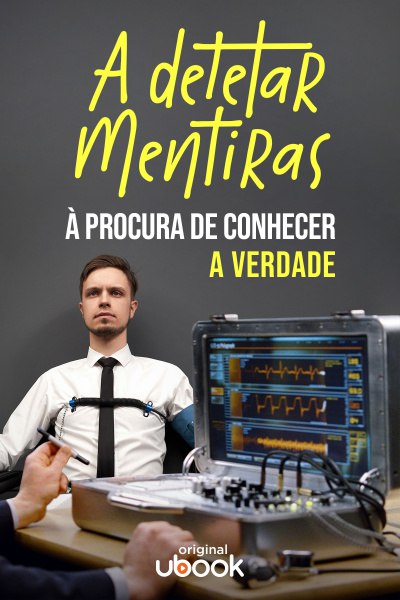 A detetar
mentiras
À PROCURA DE CONHECER
A VERDADE
original
ubook